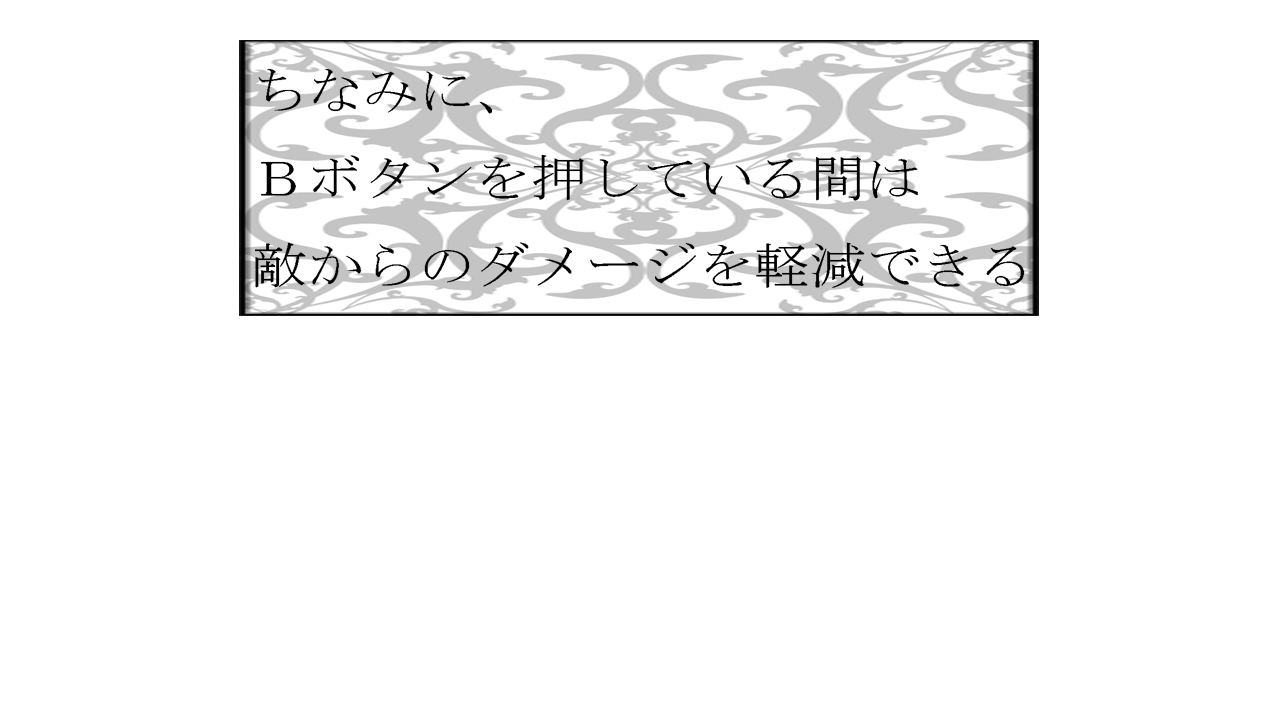 ちなみに、
Ｂボタンを押している間は
敵からのダメージを軽減できる